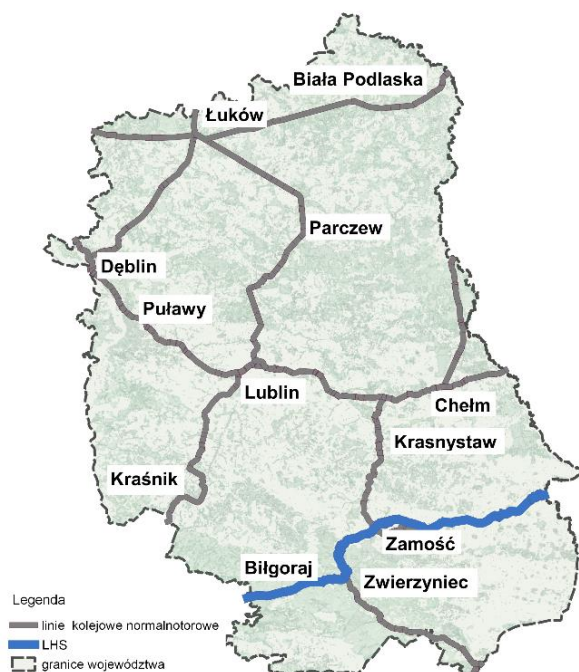 Biała Podlaska
Łuków
Parczew
Dęblin
Puławy
Lublin
Chełm
Krasnystaw
Kraśnik
Zamość
Biłgoraj
Zwierzyniec
Legenda
linie kolejowe normalnotorowe
LHS
granice województwa